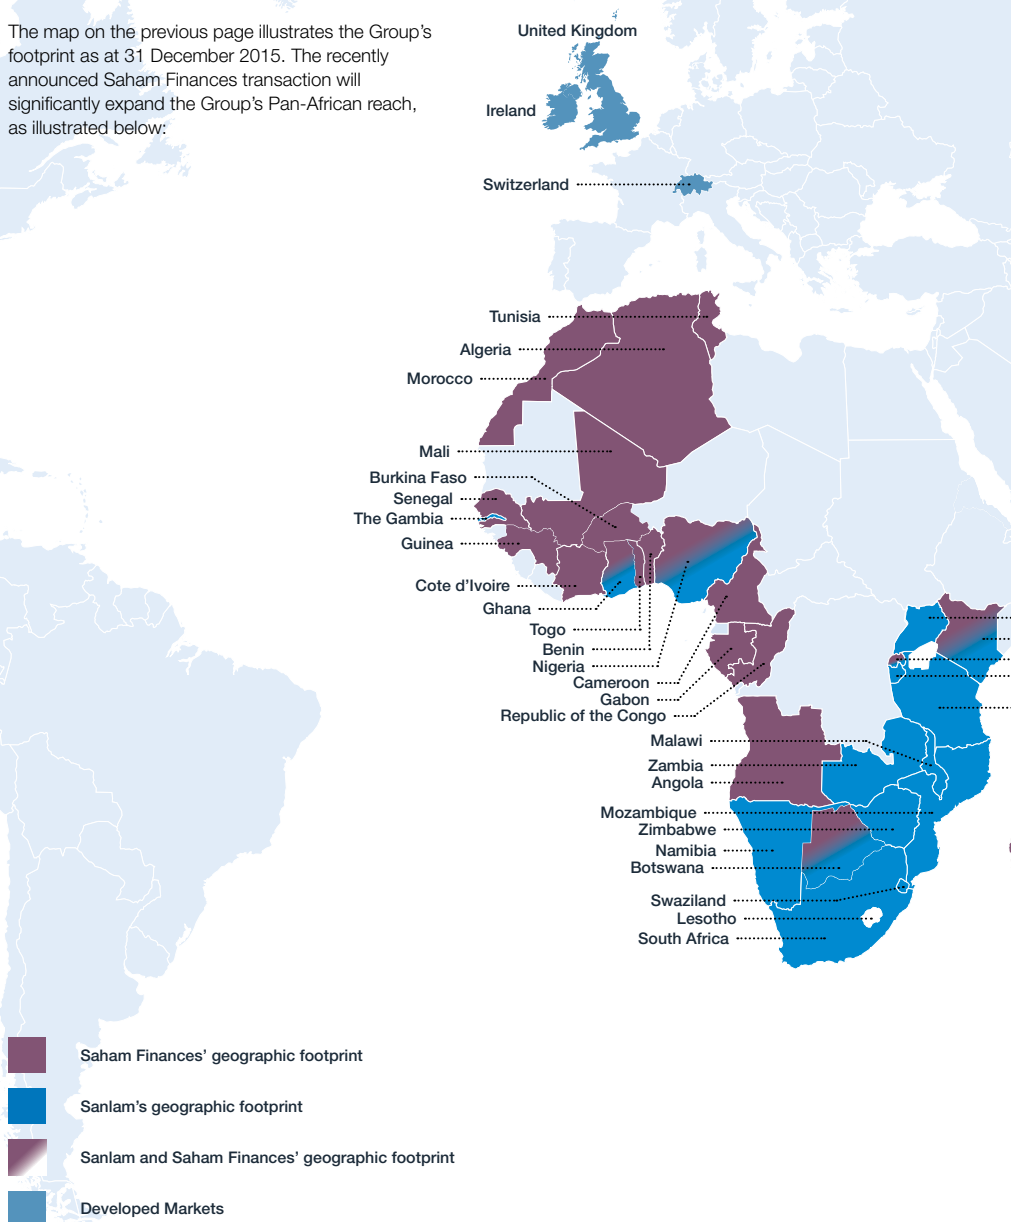 The map on the previous page illustrates the Group's
footprint as at 31 December 2015. The recently
announced Saham Finances transaction will
significantly expand the Group's Pan-African reach,
as illustrated below:
United Kingdom
Ireland
Switzerland
Tunisia
Algeria
Morocco
Mali
Burkina Faso
Senegal
The Gambia
Guinea
Cote d'Ivoire
Ghana
Togo
Benin
Nigeria
Cameroon
Gabon
Republic of the Congo
Malawi
Zambia
Angola
Mozambique
Zimbabwe
Namibia
Botswana
Swaziland
Lesotho
South Africa
Saham Finances' geographic footprint
Sanlam's geographic footprint
Sanlam and Saham Finances' geographic footprint
Developed Markets